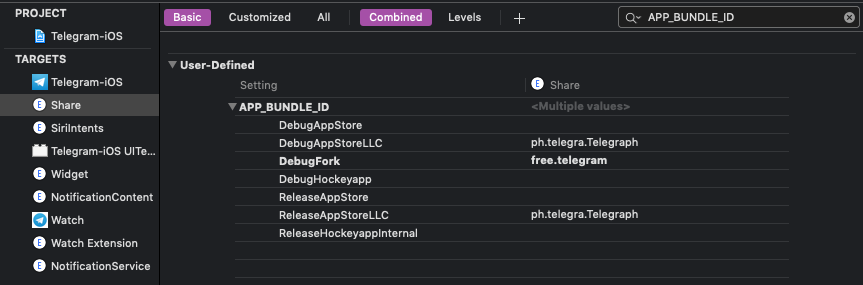 PROJECT
Telegram-iOS
TARGETS
Telegram-iOS
Share
SiriIntents
Telegram-iOS UITe...
Widget
NotificationContent
Watch
Watch Extension
NotificationService
Basic Customized All Combined Levels + APP_BUNDLE_ID
User-Defined
Setting E Share
APP_BUNDLE_ID <Multiple values>
DebugAppStore
DebugAppStoreLLC ph.telegra.Telegraph
DebugFork free.telegram
DebugHockeyapp
ReleaseAppStore
ReleaseAppStoreLLC ph.telegra.Telegraph
ReleaseHockeyappInternal